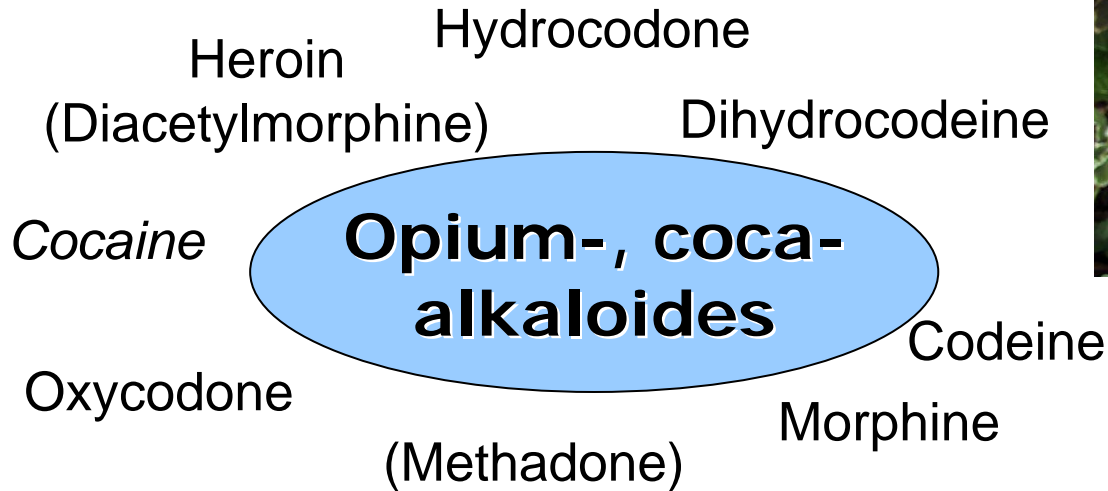 Hydrocodone
Heroin
(Diacetylmorphine)
Dihydrocodeine
Cocaine
Opium-, coca-
alkaloides
Codeine
Oxycodone
Morphine
(Methadone)